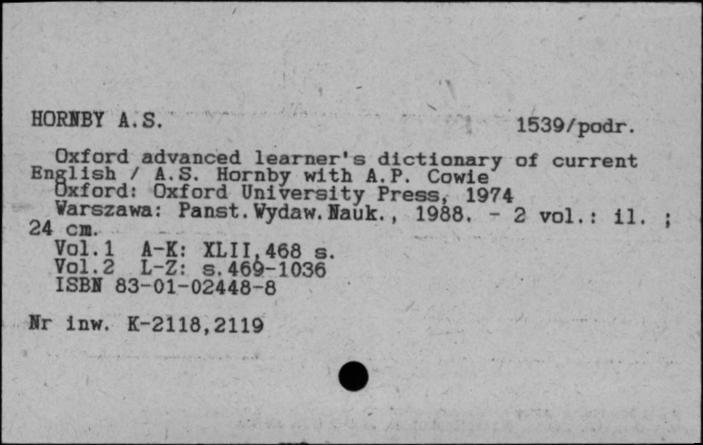 HORNBY A.S.
1539/podr.
Oxford advanced learner's dictionary of current
English / A.S. Hornby with A.P. Cowie
Oxford: Oxford University Press, 1974
Warszawa: Panst.Wydaw.Nauk., 1988. - 2 vol.: il. ;
24 cm.
Vol.1 A-K: XLII,468 s.
Vol.2 L-Z: s.469-1036
ISBN 83-01-02448-8
Nr inw. K-2118,2119